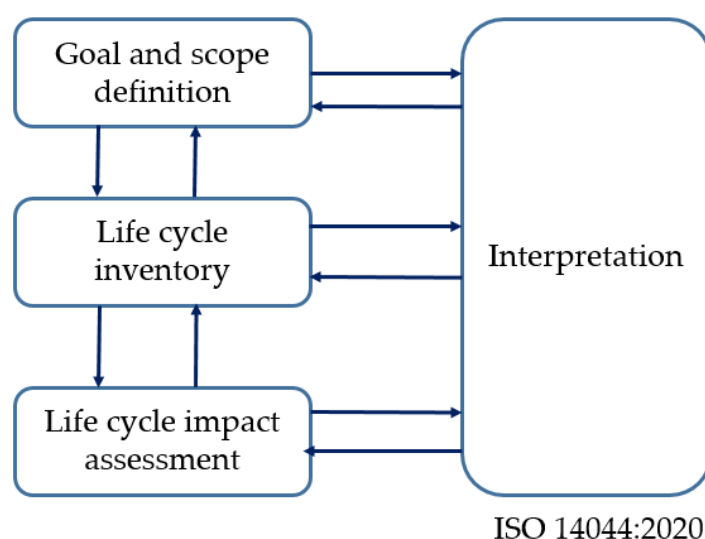 Goal and scope
definition
Life cycle
inventory
Life cycle impact
assessment
Interpretation
ISO 14044:2020